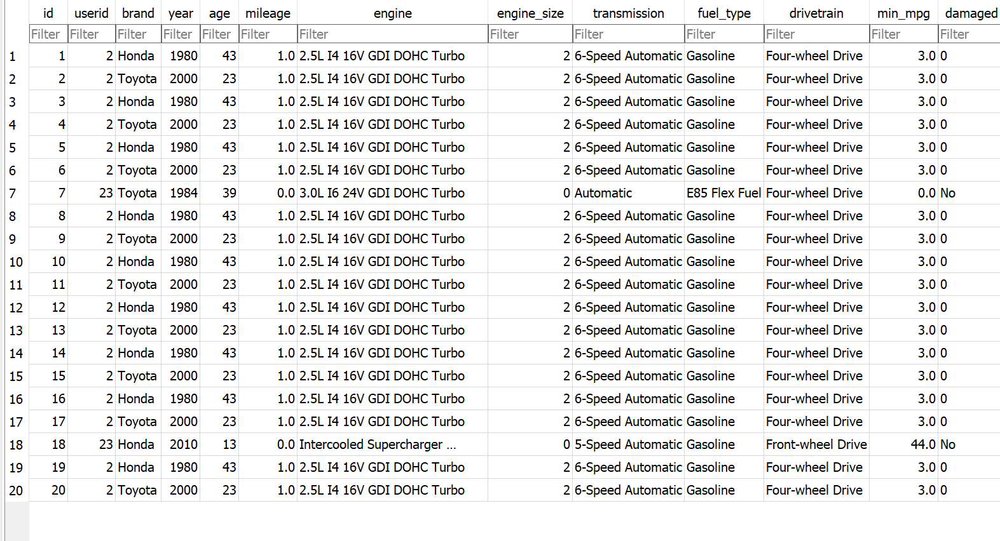 id userid brand year age mileage engine engine_size transmission fuel_type drivetrain min_mpg damaged
Filter Filter Filter Filter Filter Filter Filter Filter Filter Filter Filter Filter Filter
1 1 2 Honda 1980 43 1.0 2.5L I4 16V GDI DOHC Turbo 2 6-Speed Automatic Gasoline Four-wheel Drive 3.0 0
2 2 2 Toyota 2000 23 1.0 2.5L I4 16V GDI DOHC Turbo 2 6-Speed Automatic Gasoline Four-wheel Drive 3.0 0
3 3 2 Honda 1980 43 1.0 2.5L I4 16V GDI DOHC Turbo 2 6-Speed Automatic Gasoline Four-wheel Drive 3.0 0
4 4 2 Toyota 2000 23 1.0 2.5L I4 16V GDI DOHC Turbo 2 6-Speed Automatic Gasoline Four-wheel Drive 3.0 0
5 5 2 Honda 1980 43 1.0 2.5L I4 16V GDI DOHC Turbo 2 6-Speed Automatic Gasoline Four-wheel Drive 3.0 0
6 6 2 Toyota 2000 23 1.0 2.5L I4 16V GDI DOHC Turbo 2 6-Speed Automatic Gasoline Four-wheel Drive 3.0 0
7 7 23 Toyota 1984 39 0.0 3.0L I6 24V GDI DOHC Turbo 0 Automatic E85 Flex Fuel Four-wheel Drive 0.0 No
8 8 2 Honda 1980 43 1.0 2.5L I4 16V GDI DOHC Turbo 2 6-Speed Automatic Gasoline Four-wheel Drive 3.0 0
9 9 2 Toyota 2000 23 1.0 2.5L I4 16V GDI DOHC Turbo 2 6-Speed Automatic Gasoline Four-wheel Drive 3.0 0
10 10 2 Honda 1980 43 1.0 2.5L I4 16V GDI DOHC Turbo 2 6-Speed Automatic Gasoline Four-wheel Drive 3.0 0
11 11 2 Toyota 2000 23 1.0 2.5L I4 16V GDI DOHC Turbo 2 6-Speed Automatic Gasoline Four-wheel Drive 3.0 0
12 12 2 Honda 1980 43 1.0 2.5L I4 16V GDI DOHC Turbo 2 6-Speed Automatic Gasoline Four-wheel Drive 3.0 0
13 13 2 Toyota 2000 23 1.0 2.5L I4 16V GDI DOHC Turbo 2 6-Speed Automatic Gasoline Four-wheel Drive 3.0 0
14 14 2 Honda 1980 43 1.0 2.5L I4 16V GDI DOHC Turbo 2 6-Speed Automatic Gasoline Four-wheel Drive 3.0 0
15 15 2 Toyota 2000 23 1.0 2.5L I4 16V GDI DOHC Turbo 2 6-Speed Automatic Gasoline Four-wheel Drive 3.0 0
16 16 2 Honda 1980 43 1.0 2.5L I4 16V GDI DOHC Turbo 2 6-Speed Automatic Gasoline Four-wheel Drive 3.0 0
17 17 2 Toyota 2000 23 1.0 2.5L I4 16V GDI DOHC Turbo 2 6-Speed Automatic Gasoline Four-wheel Drive 3.0 0
18 18 23 Honda 2010 13 0.0 Intercooled Supercharger ... 0 5-Speed Automatic Gasoline Front-wheel Drive 44.0 No
19 19 2 Honda 1980 43 1.0 2.5L I4 16V GDI DOHC Turbo 2 6-Speed Automatic Gasoline Four-wheel Drive 3.0 0
20 20 2 Toyota 2000 23 1.0 2.5L I4 16V GDI DOHC Turbo 2 6-Speed Automatic Gasoline Four-wheel Drive 3.0 0